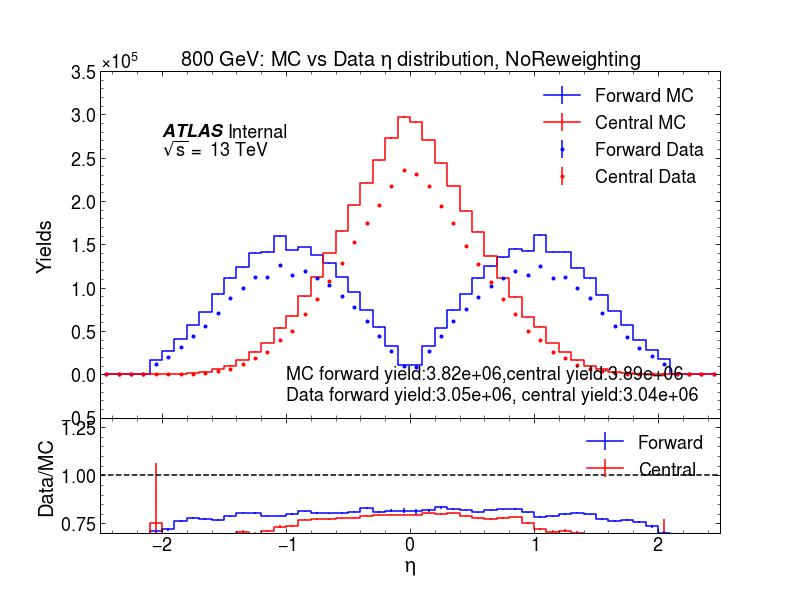 ×10⁵
800 GeV: MC vs Data η distribution, NoReweighting
3.5
3.0
2.5
2.0
1.5
1.0
0.5
0.0
−0.5
Yields
ATLAS Internal
√s = 13 TeV
Forward MC
Central MC
Forward Data
Central Data
MC forward yield:3.82e+06,central yield:3.89e+06
Data forward yield:3.05e+06, central yield:3.04e+06
1.25
1.00
0.75
Data/MC
Forward
Central
−2
−1
0
1
2
η